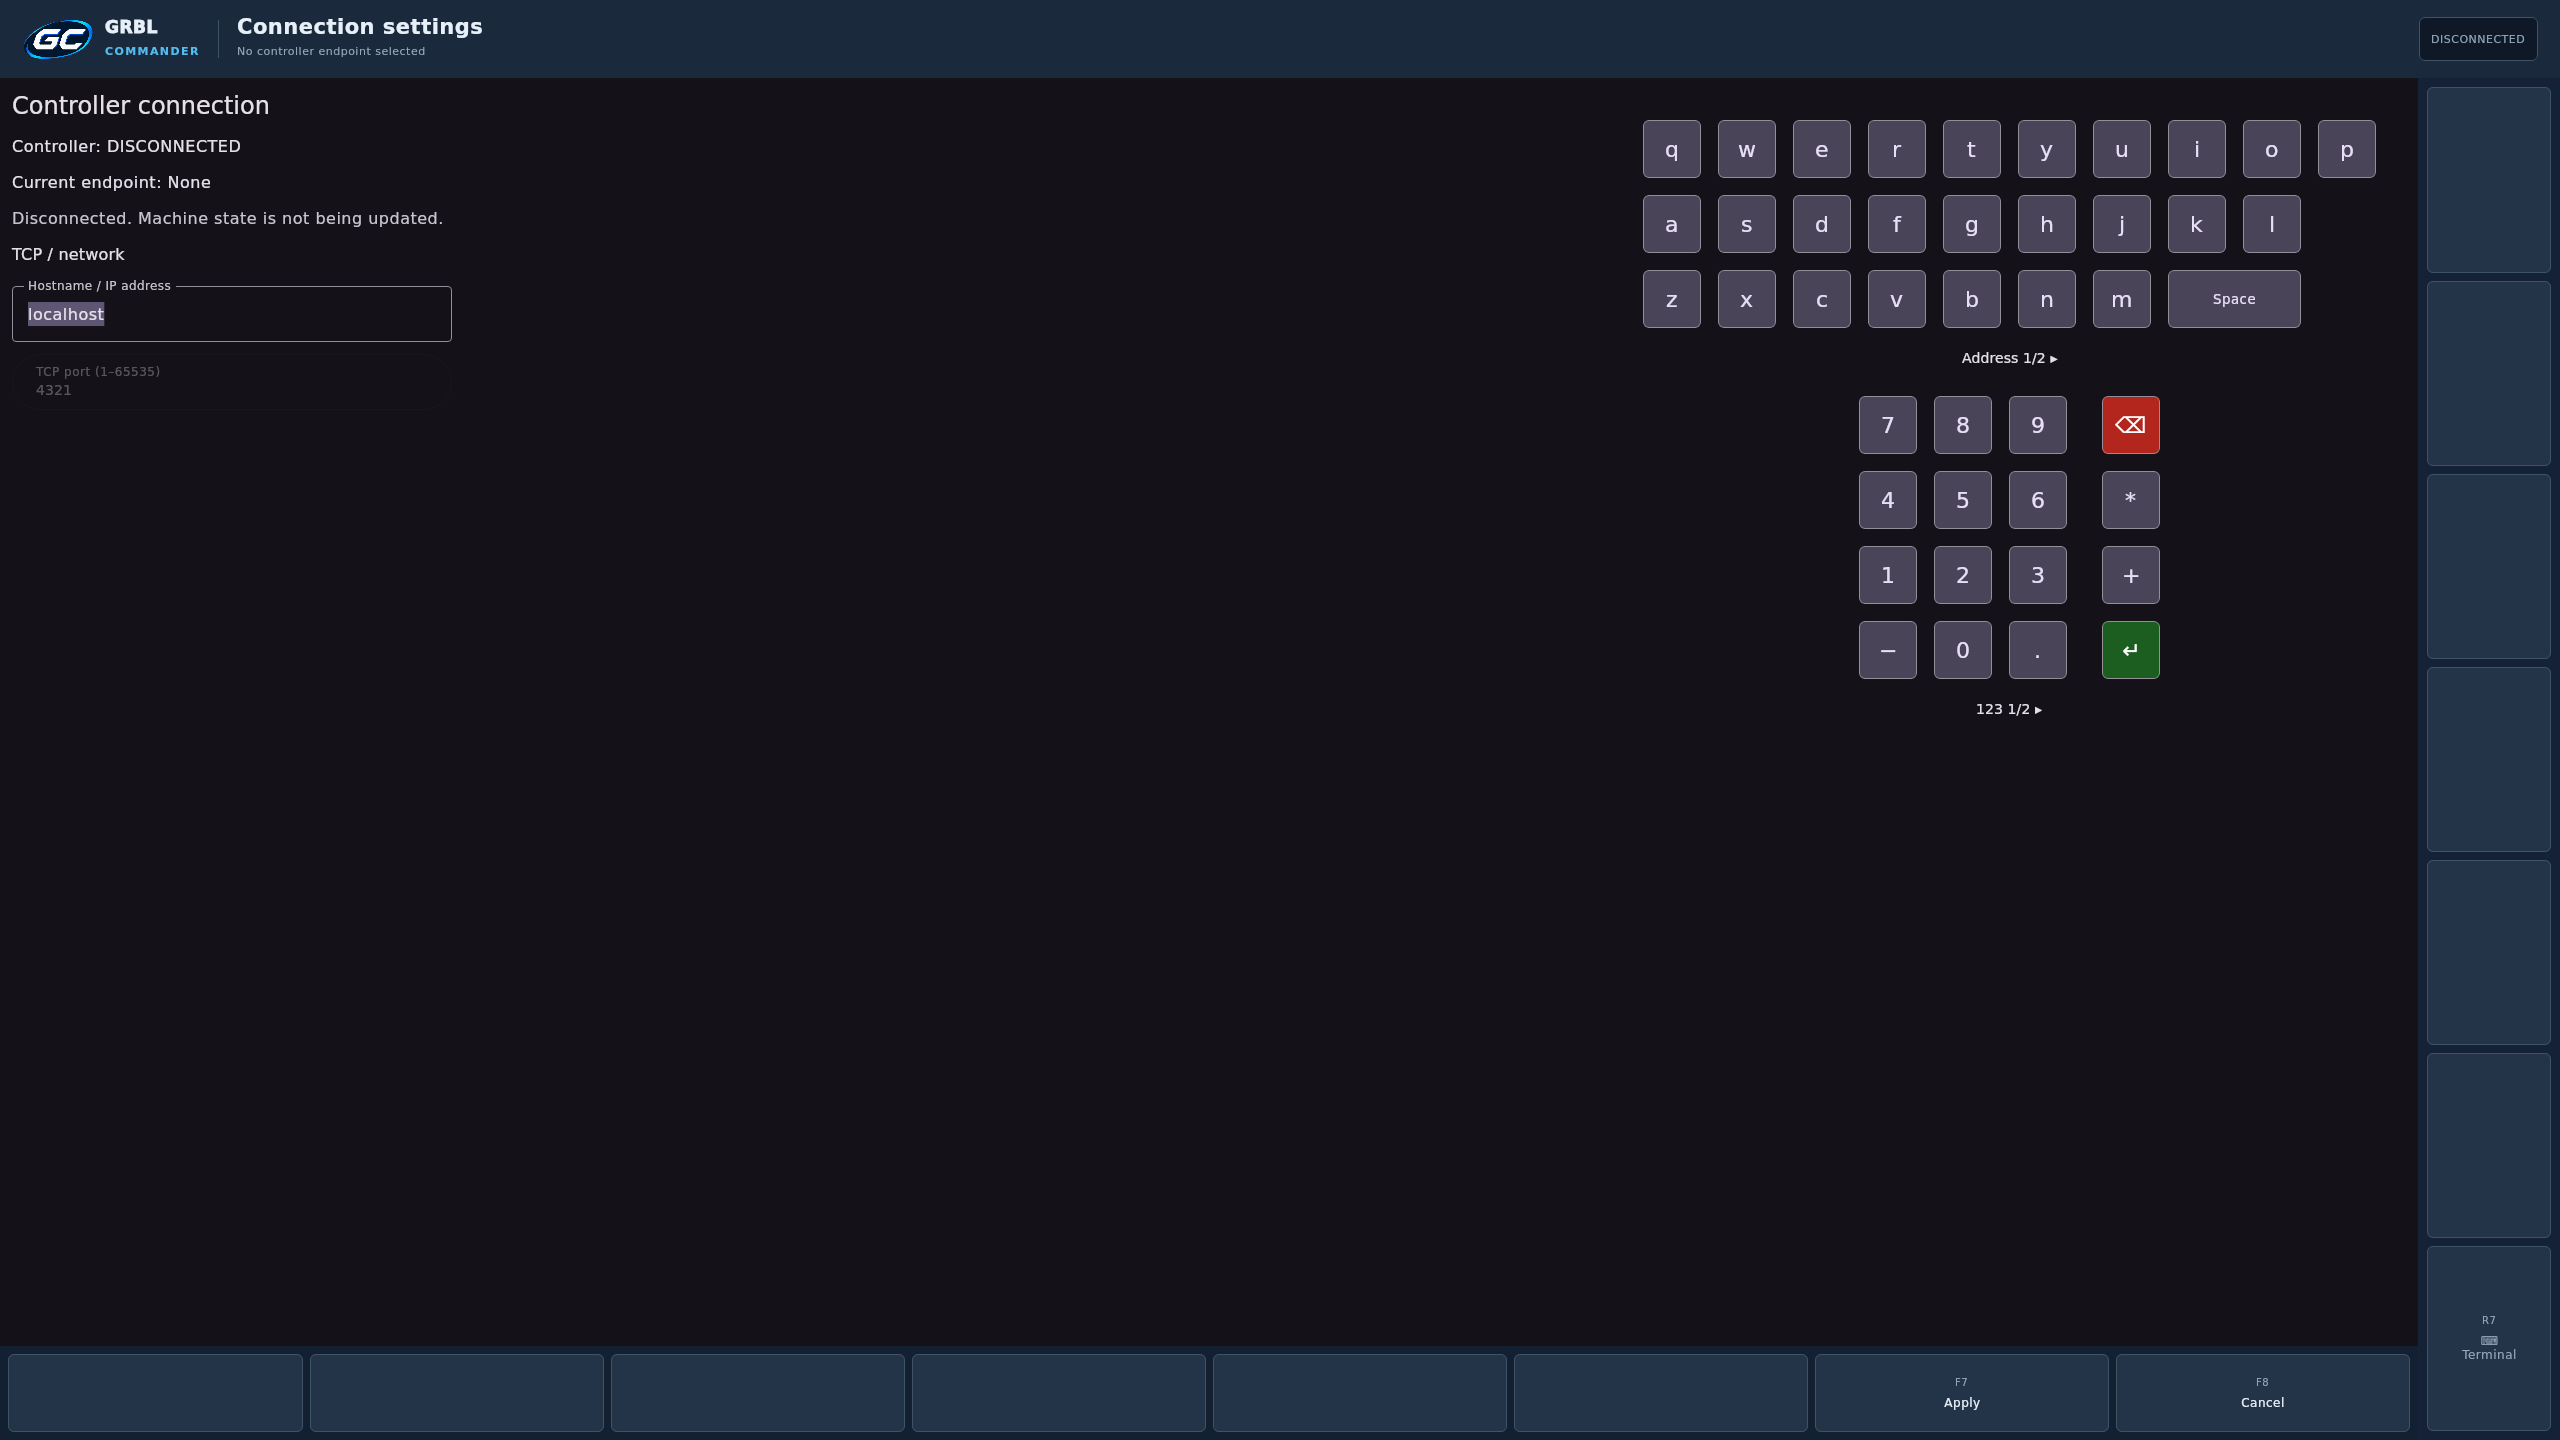 GC
GRBL
COMMANDER
Connection settings
No controller endpoint selected
DISCONNECTED
Controller connection
Controller: DISCONNECTED
Current endpoint: None
Disconnected. Machine state is not being updated.
TCP / network
Hostname / IP address
localhost
TCP port (1–65535)
4321
q w e r t y u i o p
a s d f g h j k l
z x c v b n m Space
Address 1/2 ▸
7 8 9 ⌫
4 5 6 *
1 2 3 +
− 0 . ↵
123 1/2 ▸
R7
⌨
Terminal
F7
Apply
F8
Cancel